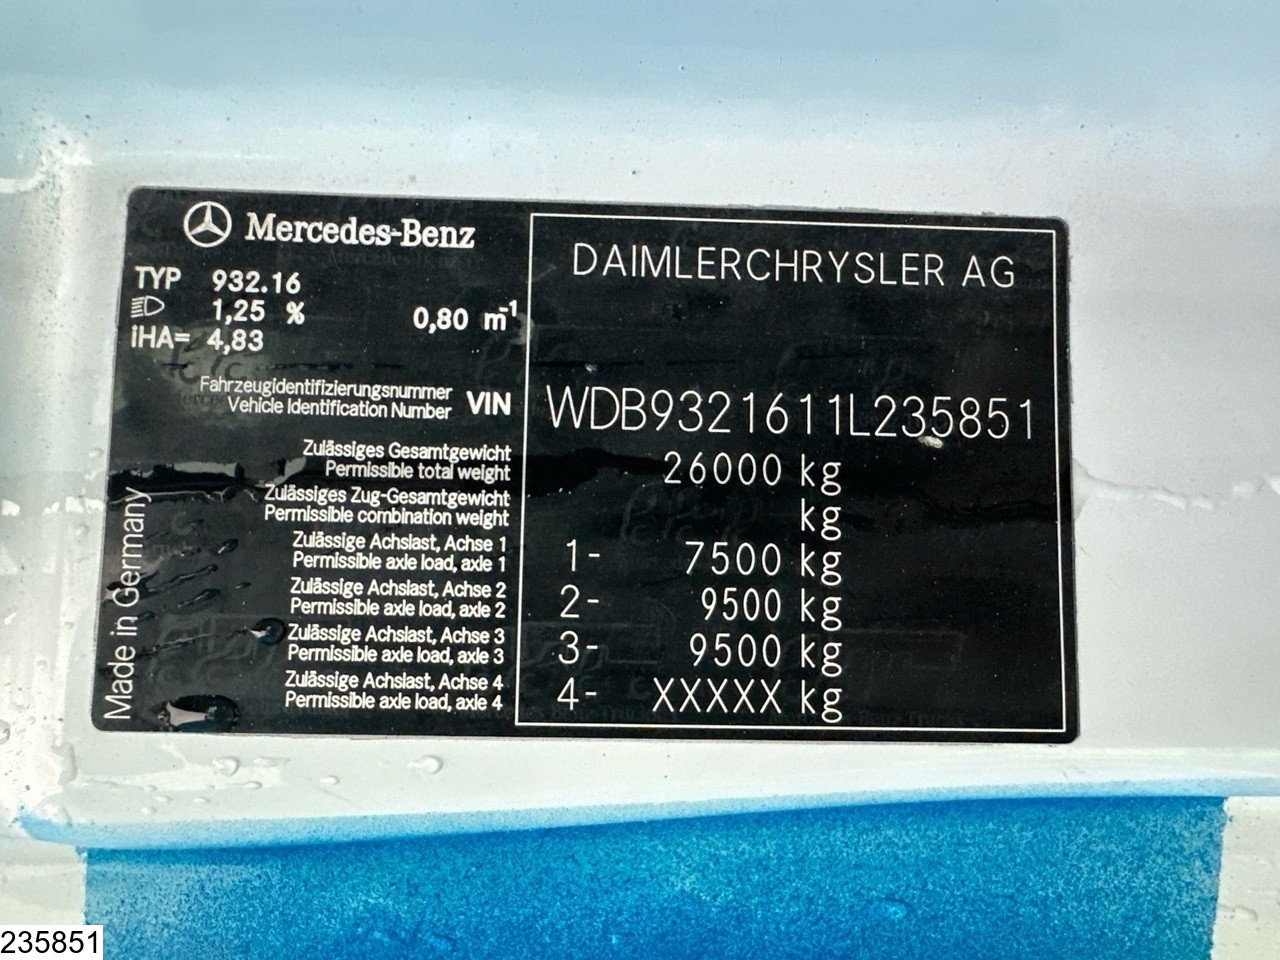 Mercedes-Benz
TYP 932.16
1,25 % 0,80 m⁻¹
iHA= 4,83
DAIMLERCHRYSLER AG
Fahrzeugidentifizierungsnummer
Vehicle Identification Number VIN WDB9321611L235851
Zulässiges Gesamtgewicht
Permissible total weight 26000 kg
Zulässiges Zug-Gesamtgewicht
Permissible combination weight kg
Zulässige Achslast, Achse 1
Permissible axle load, axle 1 1- 7500 kg
Zulässige Achslast, Achse 2
Permissible axle load, axle 2 2- 9500 kg
Zulässige Achslast, Achse 3
Permissible axle load, axle 3 3- 9500 kg
Zulässige Achslast, Achse 4
Permissible axle load, axle 4 4- XXXXX kg
Made in Germany
235851